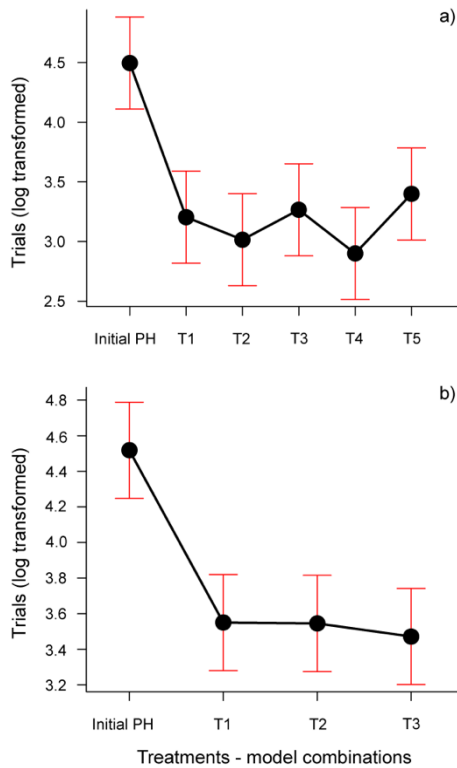 a)
Trials (log transformed)
4.5
4.0
3.5
3.0
2.5
Initial PH T1 T2 T3 T4 T5
b)
Trials (log transformed)
4.8
4.6
4.4
4.2
4.0
3.8
3.6
3.4
3.2
Initial PH T1 T2 T3
Treatments - model combinations